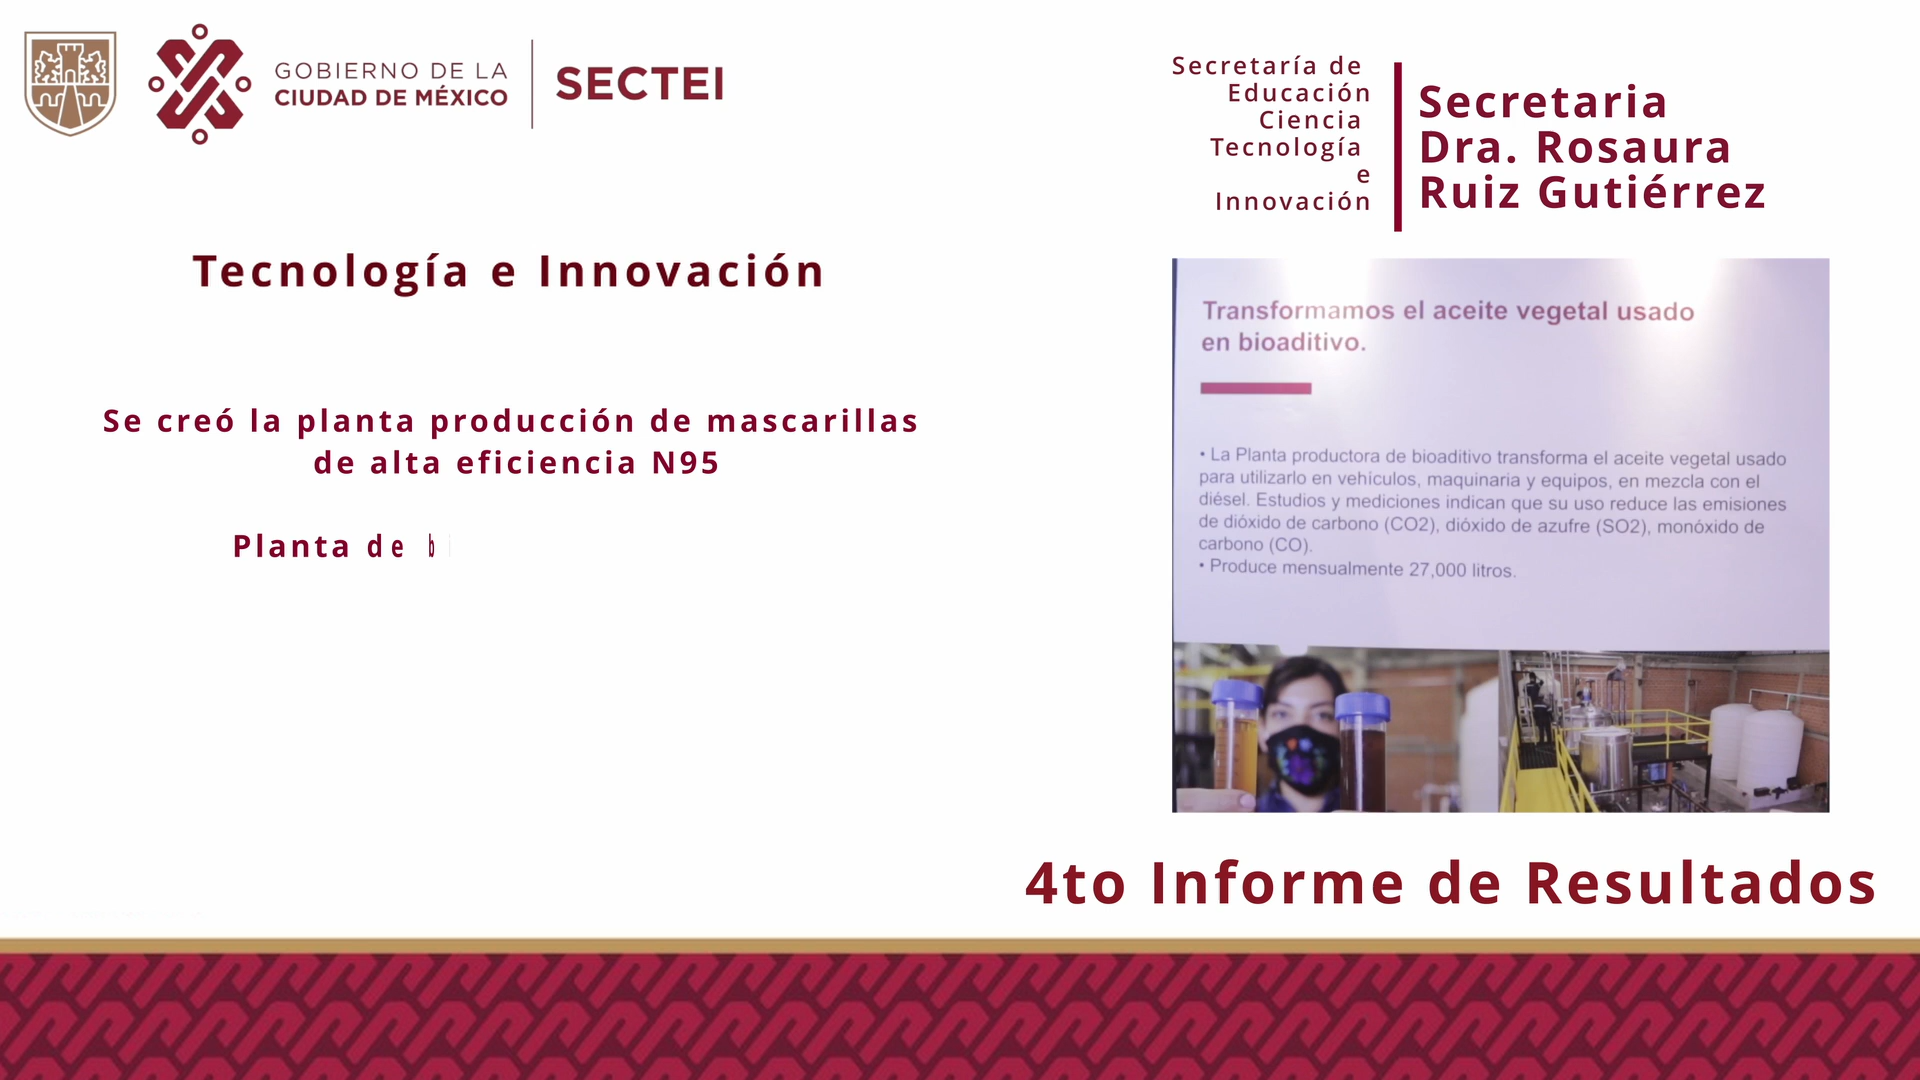 GOBIERNO DE LA
CIUDAD DE MÉXICO
SECTEI
Secretaría de
Educación
Ciencia
Tecnología
e
Innovación
Secretaria
Dra. Rosaura
Ruiz Gutiérrez
Tecnología e Innovación
Se creó la planta producción de mascarillas
de alta eficiencia N95
Planta de
Transformamos el aceite vegetal usado
en bioaditivo.
• La Planta productora de bioaditivo transforma el aceite vegetal usado
para utilizarlo en vehículos, maquinaria y equipos, en mezcla con el
diésel. Estudios y mediciones indican que su uso reduce las emisiones
de dióxido de carbono (CO2), dióxido de azufre (SO2), monóxido de
carbono (CO).
• Produce mensualmente 27,000 litros.
4to Informe de Resultados